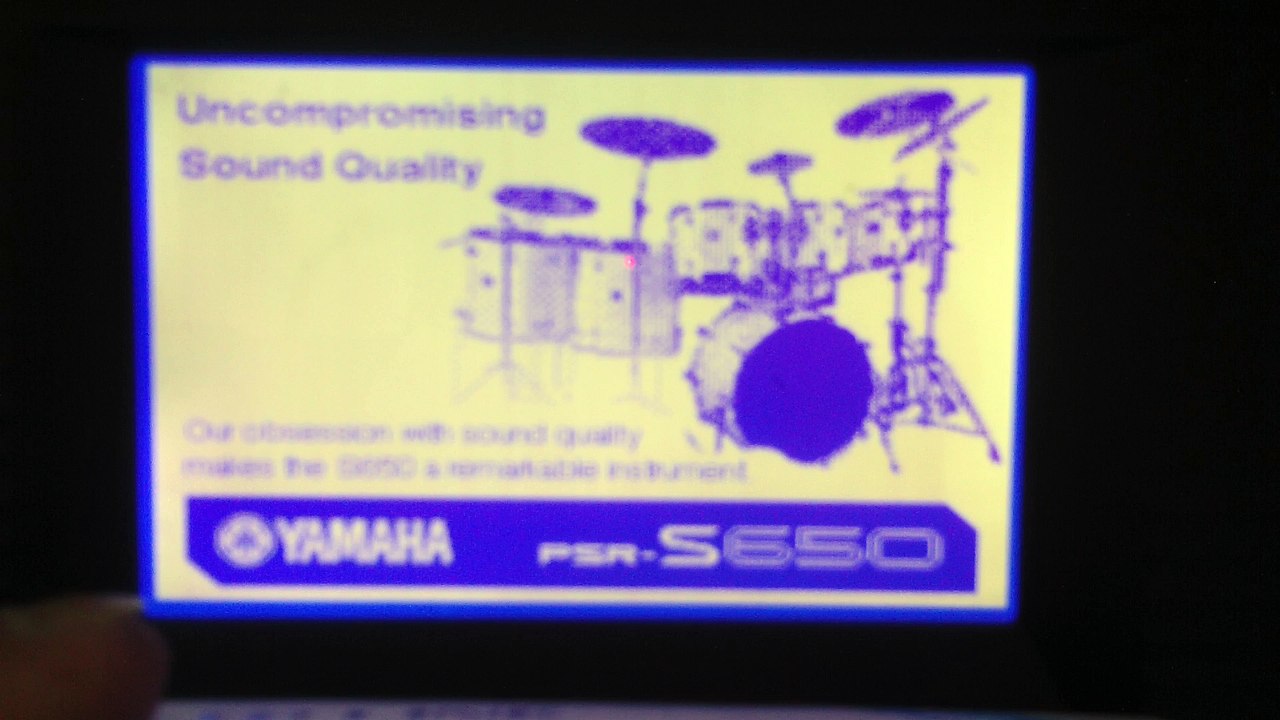 Uncompromising
Sound Quality
Our obsession with sound quality
makes the S650 a remarkable instrument.
YAMAHA PSR-S650